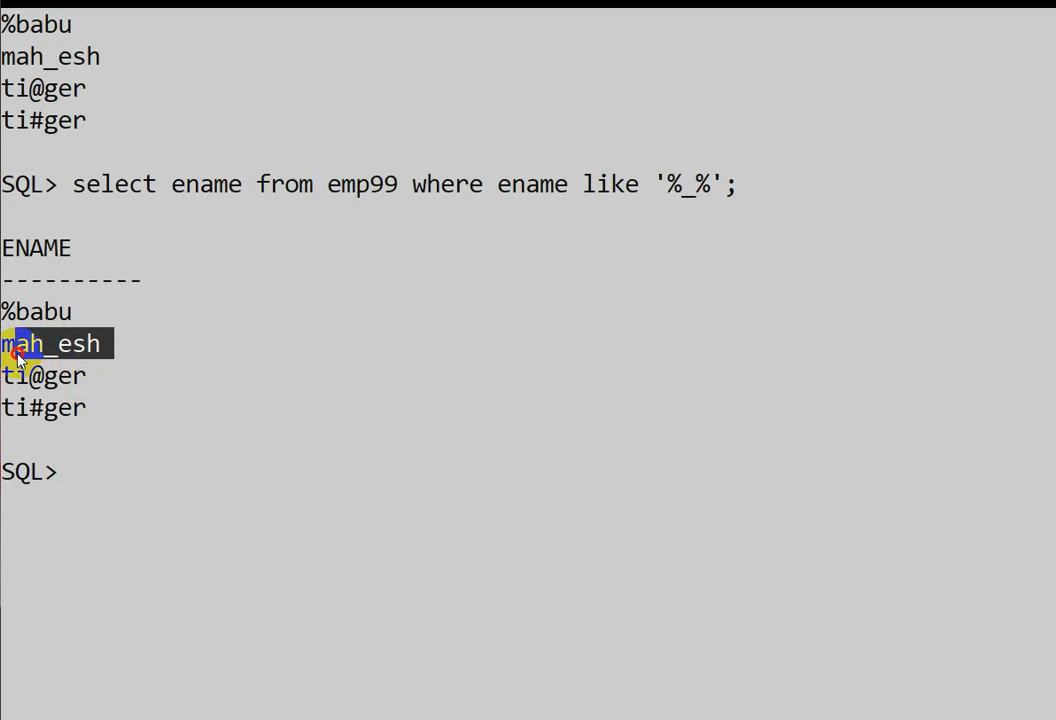 %babu
mah_esh
ti@ger
ti#ger
SQL> select ename from emp99 where ename like '%_%';
ENAME
----------
%babu
mah_esh
ti@ger
ti#ger
SQL>